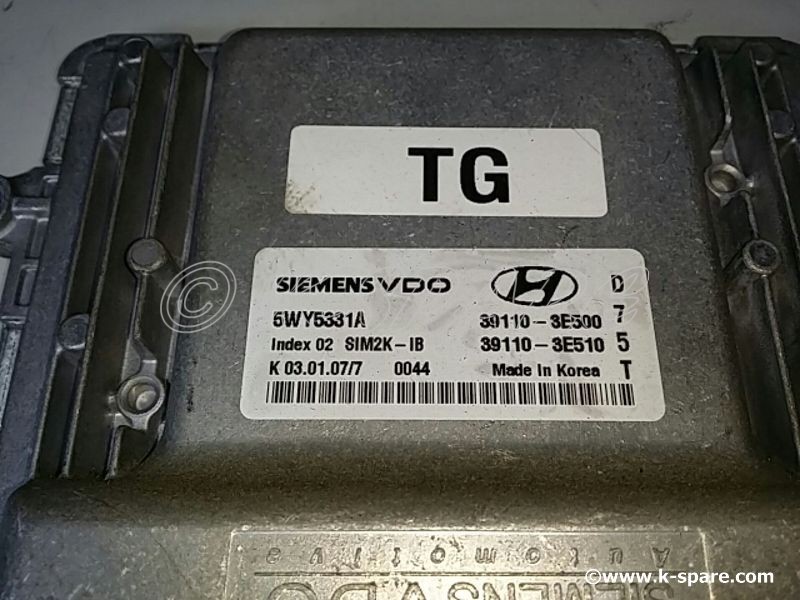 TG
SIEMENS VDO
5WY5331A 39110-3E500
Index 02 SIM2K-IB 39110-3E510
K 03.01.07/7 0044 Made in Korea
D
7
5
T
Automotive
SIEMENS VDO
©www.k-spare.com